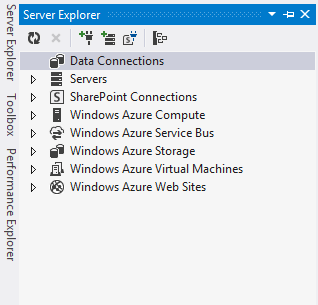 Server Explorer
Data Connections
Servers
SharePoint Connections
Windows Azure Compute
Windows Azure Service Bus
Windows Azure Storage
Windows Azure Virtual Machines
Windows Azure Web Sites
Server Explorer
Toolbox
Performance Explorer